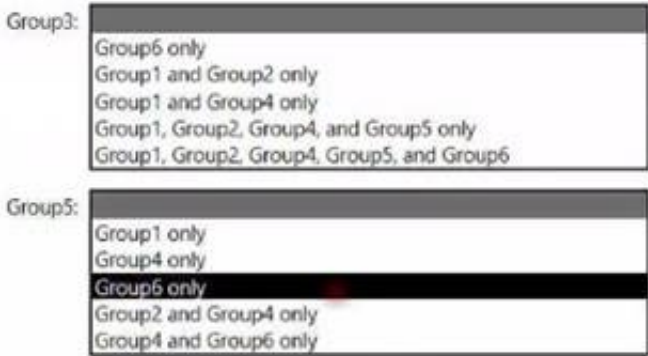 Group3:
Group6 only
Group1 and Group2 only
Group1 and Group4 only
Group1, Group2, Group4, and Group5 only
Group1, Group2, Group4, Group5, and Group6
Group5:
Group1 only
Group4 only
Group6 only
Group2 and Group4 only
Group4 and Group6 only